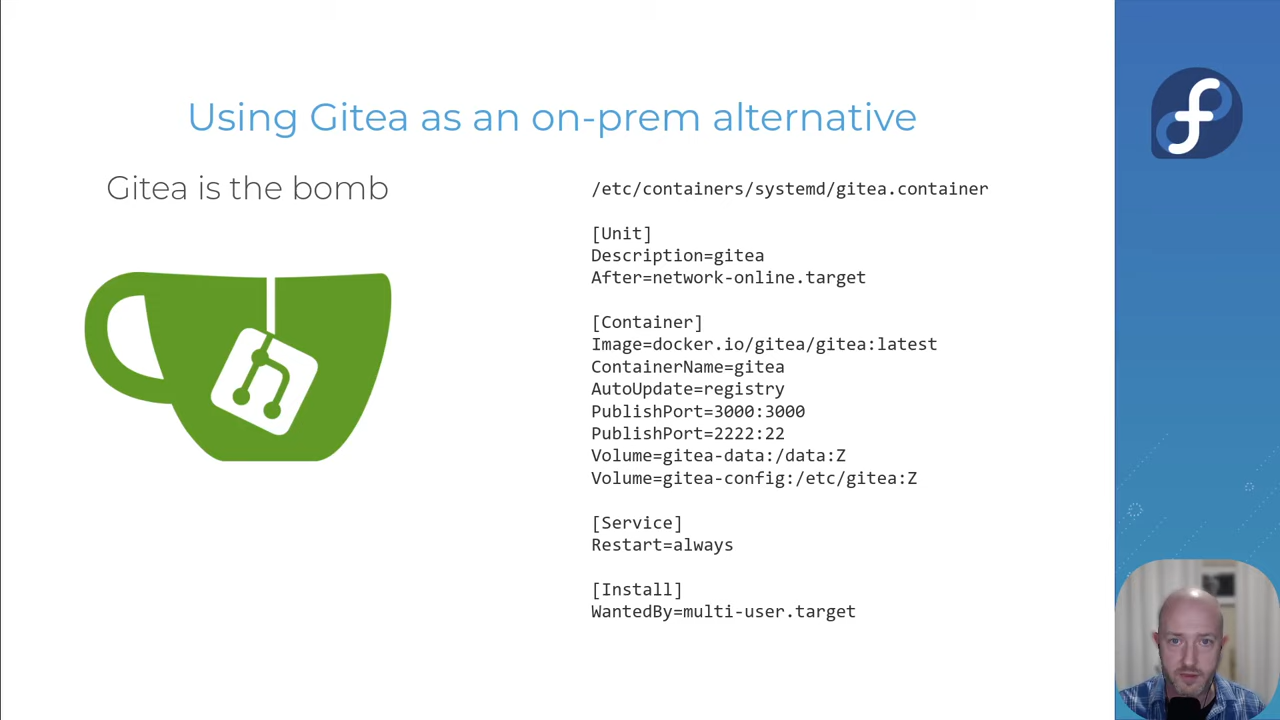 Using Gitea as an on-prem alternative
Gitea is the bomb
/etc/containers/systemd/gitea.container
[Unit]
Description=gitea
After=network-online.target
[Container]
Image=docker.io/gitea/gitea:latest
ContainerName=gitea
AutoUpdate=registry
PublishPort=3000:3000
PublishPort=2222:22
Volume=gitea-data:/data:Z
Volume=gitea-config:/etc/gitea:Z
[Service]
Restart=always
[Install]
WantedBy=multi-user.target